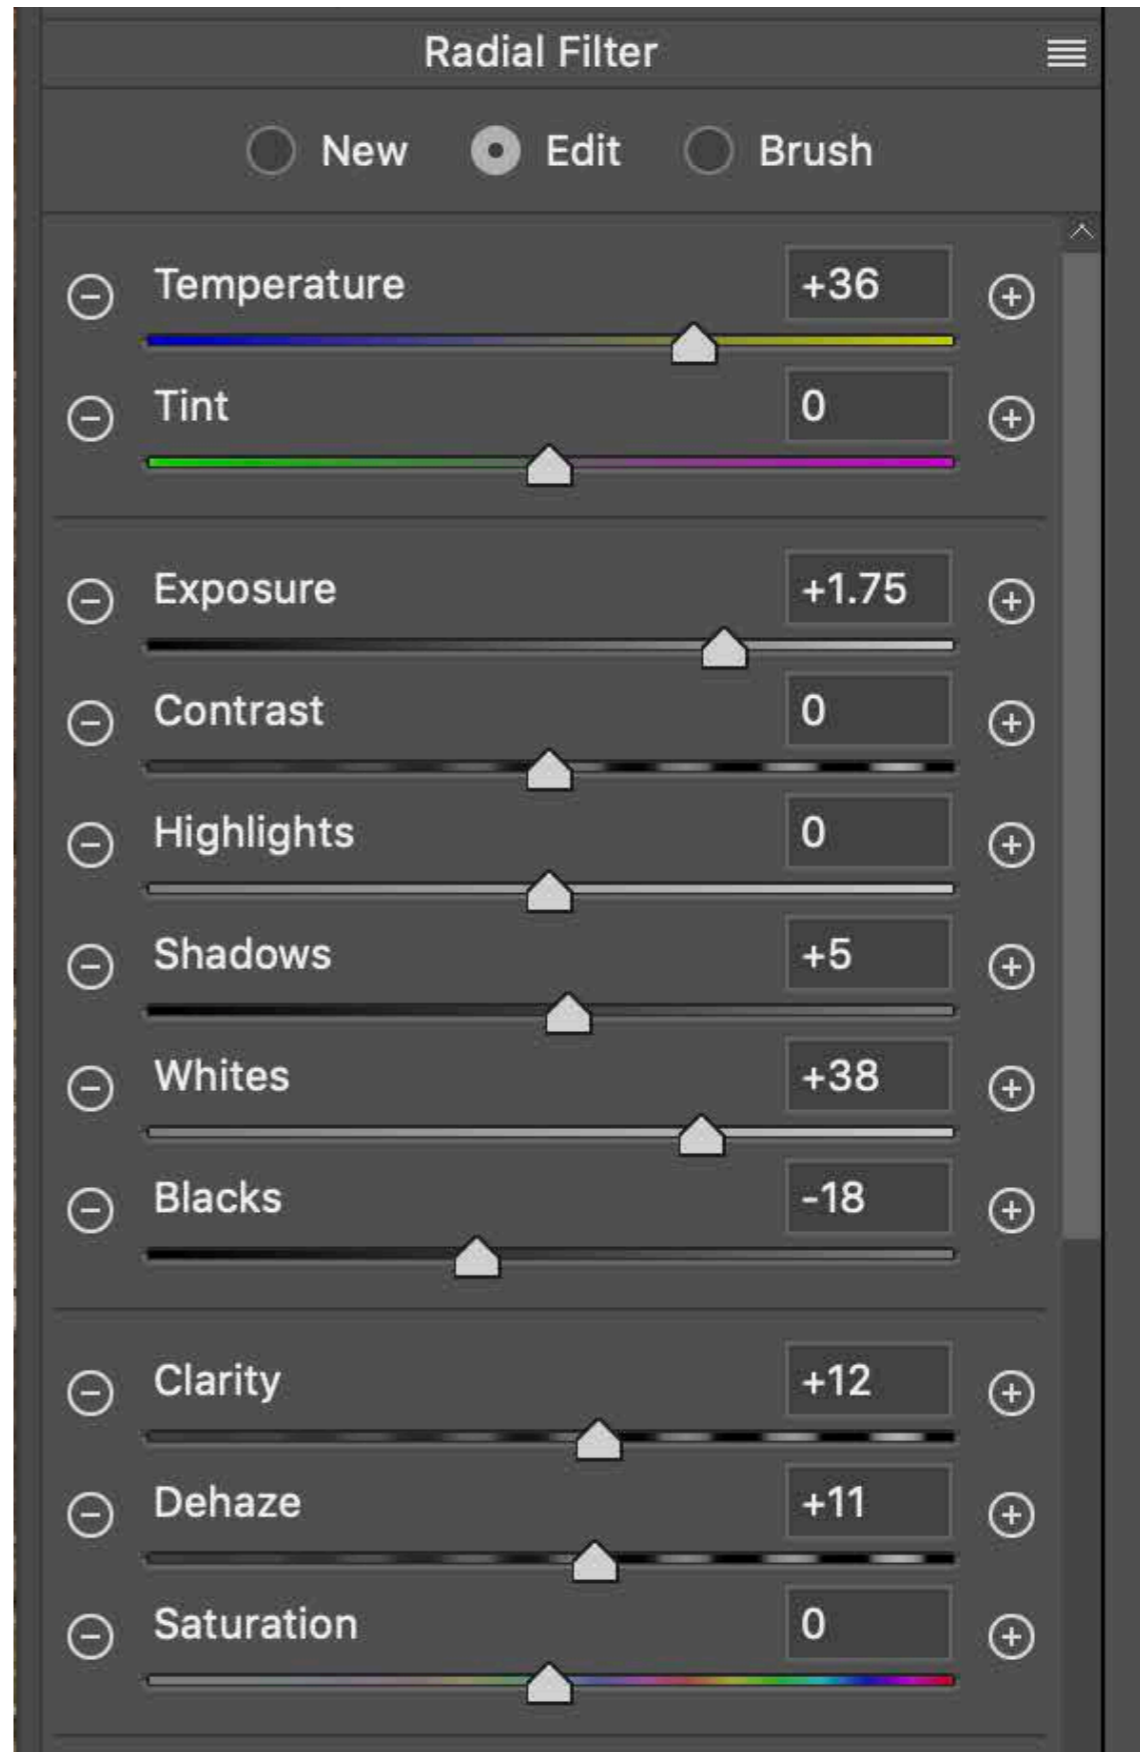 Radial Filter
New Edit Brush
Temperature +36
Tint 0
Exposure +1.75
Contrast 0
Highlights 0
Shadows +5
Whites +38
Blacks -18
Clarity +12
Dehaze +11
Saturation 0